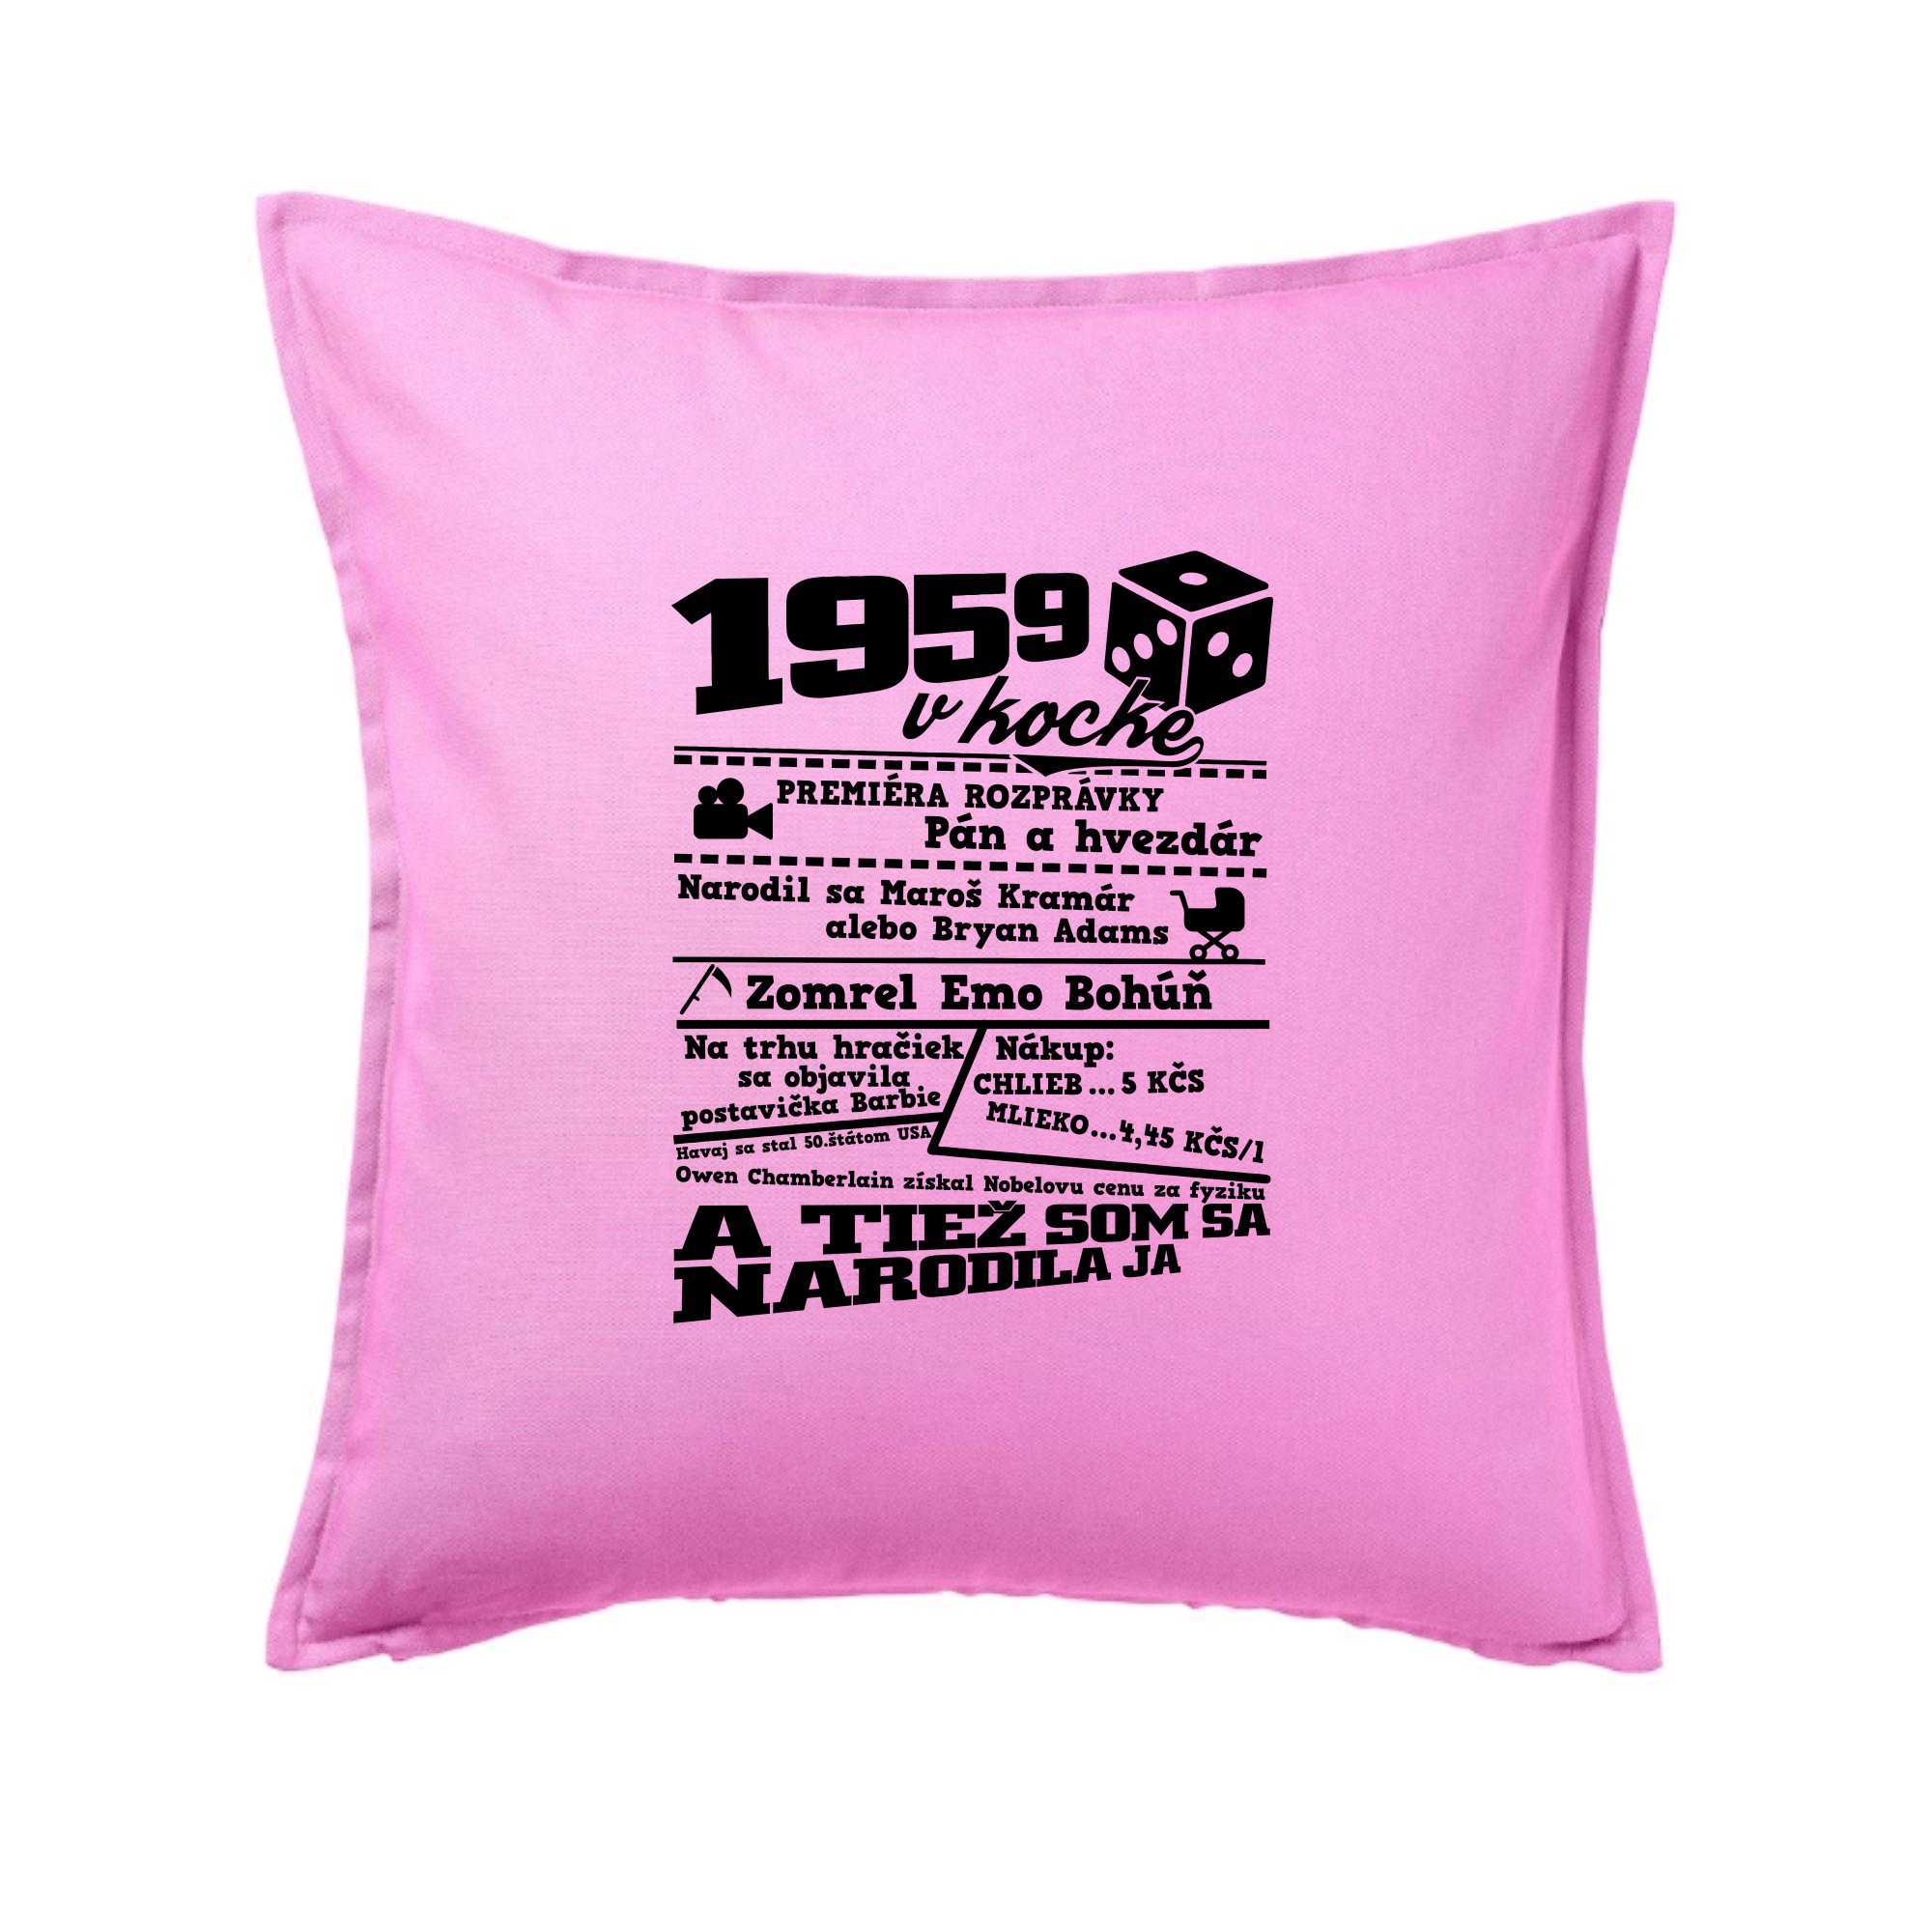 1959
v kocke
PREMIÉRA ROZPRÁVKY
Pán a hvezdár
Narodil sa Maroš Kramár
alebo Bryan Adams
Zomrel Emo Bohúň
Na trhu hračiek
sa objavila
postavička Barbie
Nákup:
CHLIEB...5 KČS
MLIEKO...4,45 KČS/l
Havaj sa stal 50.štátom USA
Owen Chamberlain získal Nobelovu cenu za fyziku
A TIEŽ SOM SA
NARODILA JA